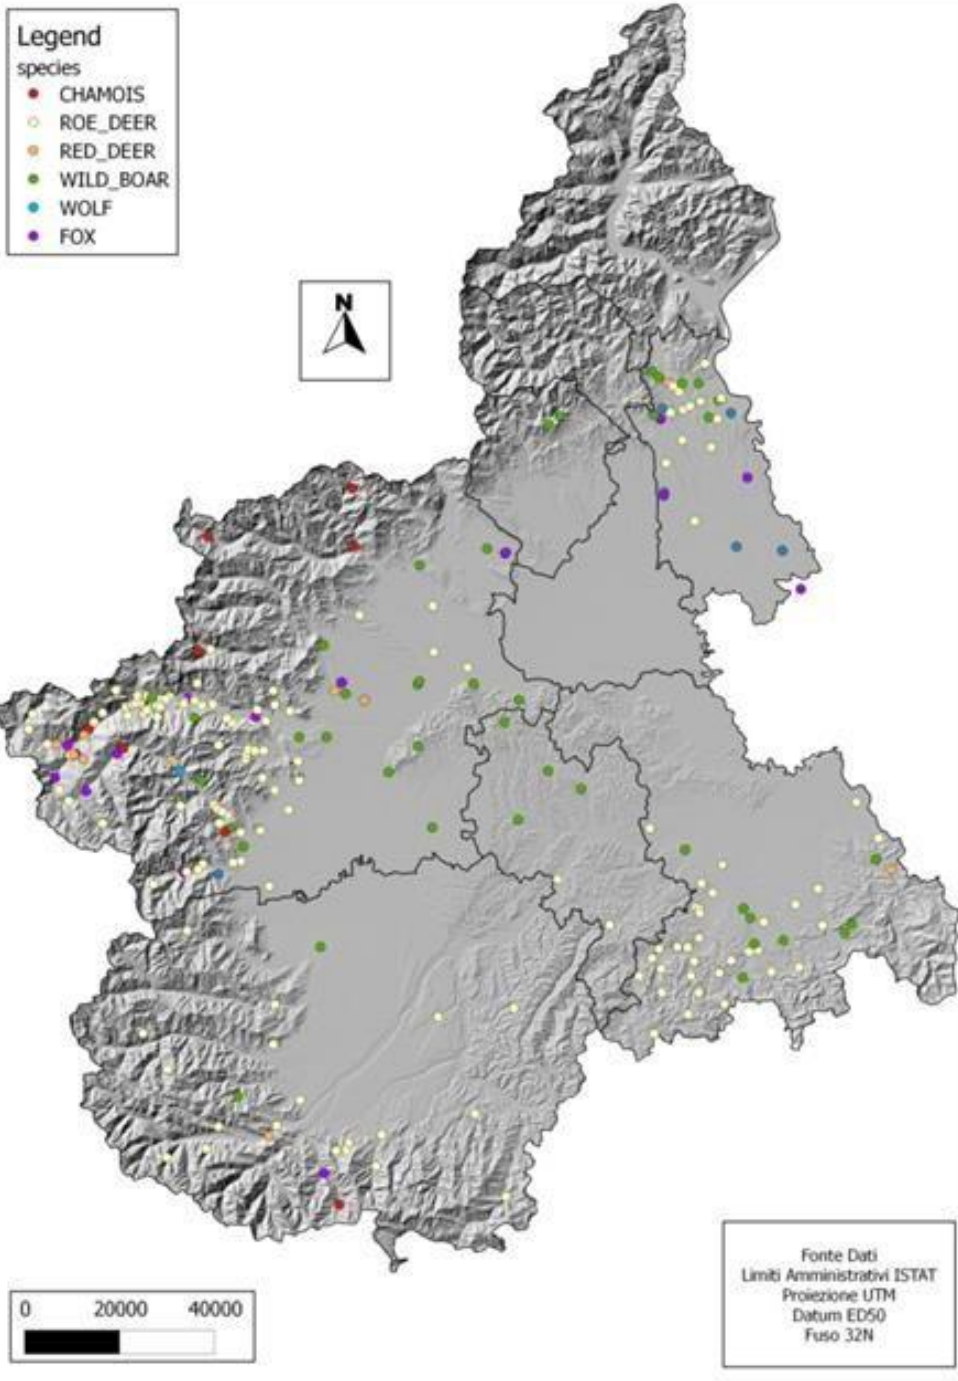 Legend
species
CHAMOIS
ROE_DEER
RED_DEER
WILD_BOAR
WOLF
FOX
N
0 20000 40000
Fonte Dati
Limiti Amministrativi ISTAT
Proiezione UTM
Datum ED50
Fuso 32N